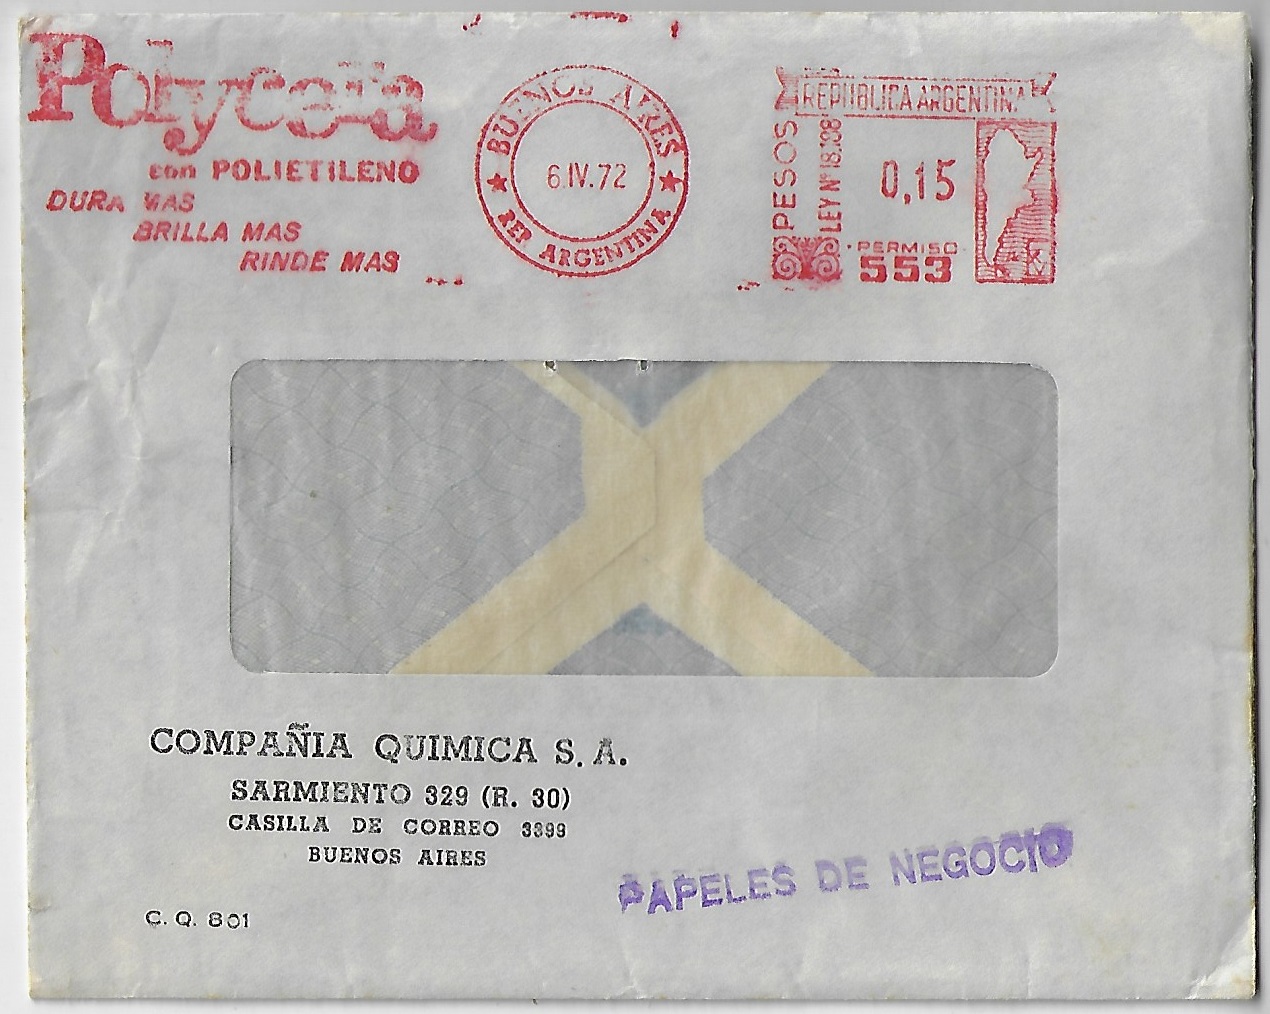 Polycera
con POLIETILENO
DURA MAS
BRILLA MAS
RINDE MAS
BUENOS AIRES
6.IV.72
REP. ARGENTINA
REPUBLICA ARGENTINA
PESOS
LEY Nº 18.188
0,15
PERMISO
553
COMPAÑIA QUIMICA S. A.
SARMIENTO 329 (R. 30)
CASILLA DE CORREO 3399
BUENOS AIRES
PAPELES DE NEGOCIO
C. Q. 801